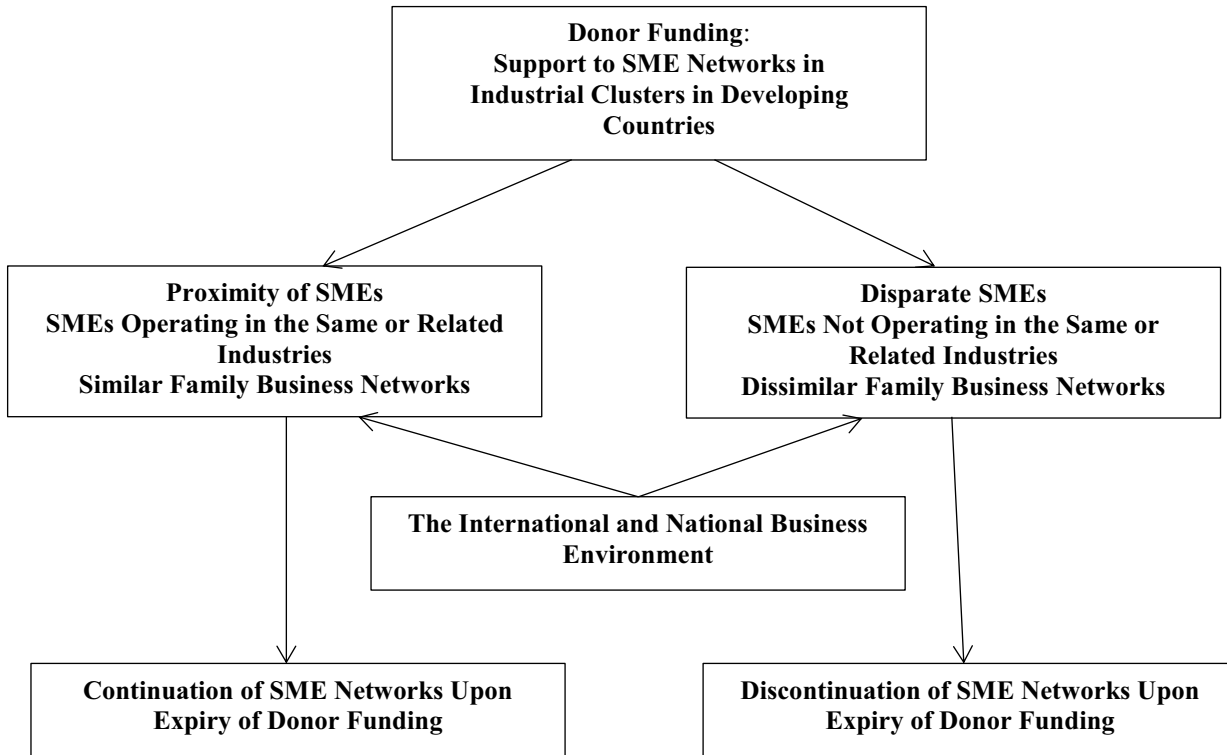 Donor Funding:
Support to SME Networks in
Industrial Clusters in Developing
Countries
Proximity of SMEs
SMEs Operating in the Same or Related
Industries
Similar Family Business Networks
Disparate SMEs
SMEs Not Operating in the Same or
Related Industries
Dissimilar Family Business Networks
The International and National Business
Environment
Continuation of SME Networks Upon
Expiry of Donor Funding
Discontinuation of SME Networks Upon
Expiry of Donor Funding